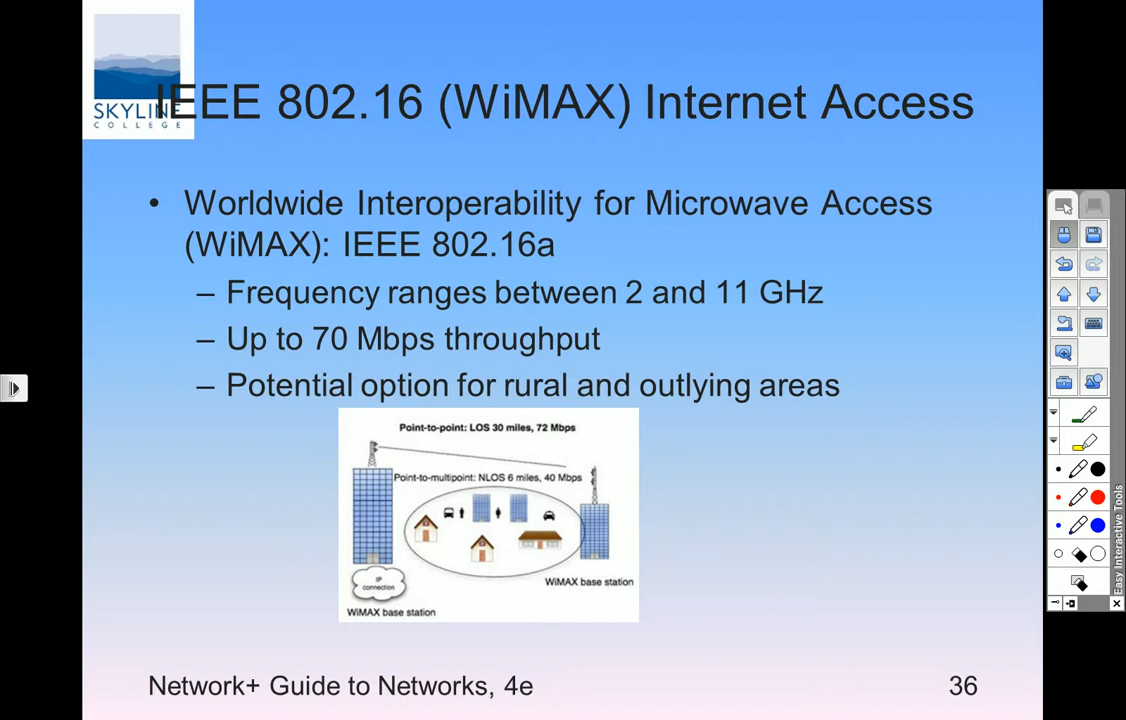 SKYLINE
COLLEGE
IEEE 802.16 (WiMAX) Internet Access
• Worldwide Interoperability for Microwave Access
(WiMAX): IEEE 802.16a
– Frequency ranges between 2 and 11 GHz
– Up to 70 Mbps throughput
– Potential option for rural and outlying areas
Point-to-point: LOS 30 miles, 72 Mbps
Point-to-multipoint: NLOS 6 miles, 40 Mbps
IP
connection
WiMAX base station
WiMAX base station
Network+ Guide to Networks, 4e
36
Easy Interactive Tools